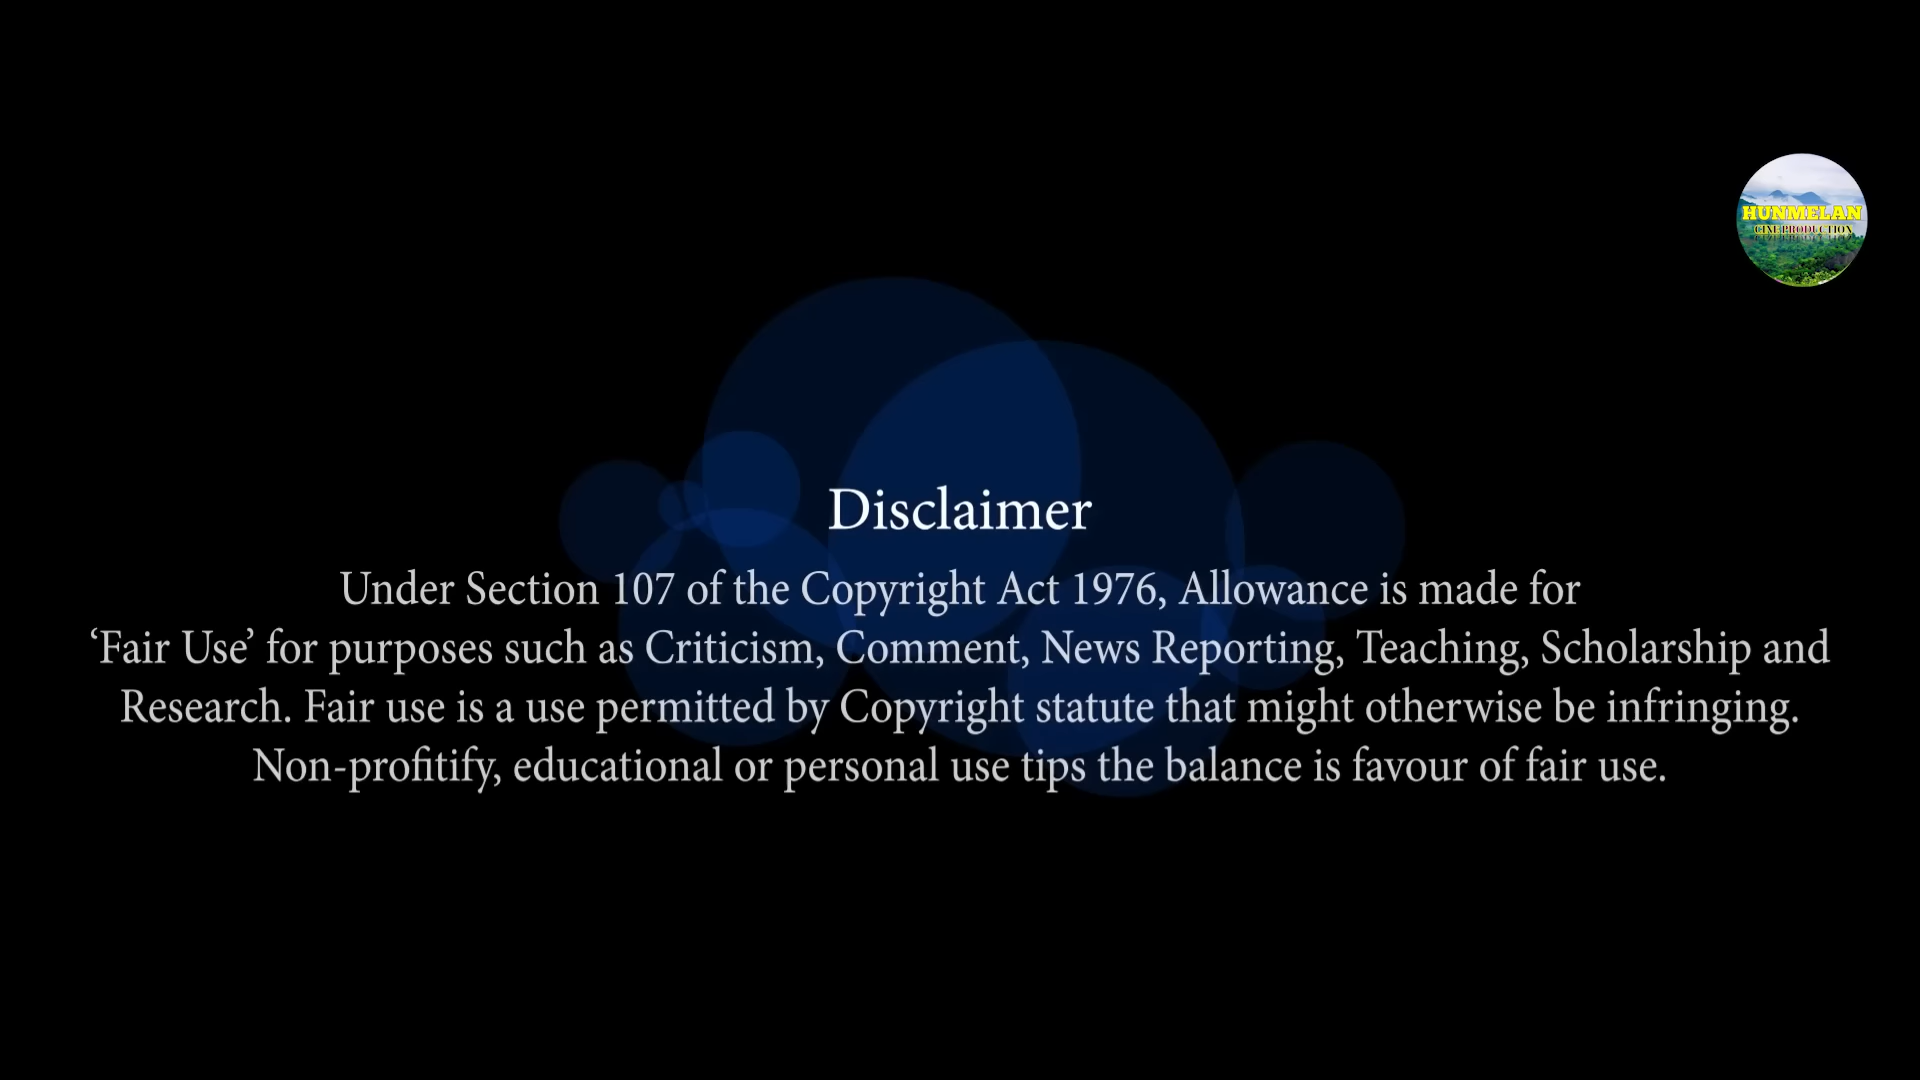 HUNMELAN
CINE PRODUCTION
Disclaimer
Under Section 107 of the Copyright Act 1976, Allowance is made for
‘Fair Use’ for purposes such as Criticism, Comment, News Reporting, Teaching, Scholarship and
Research. Fair use is a use permitted by Copyright statute that might otherwise be infringing.
Non-profitify, educational or personal use tips the balance is favour of fair use.